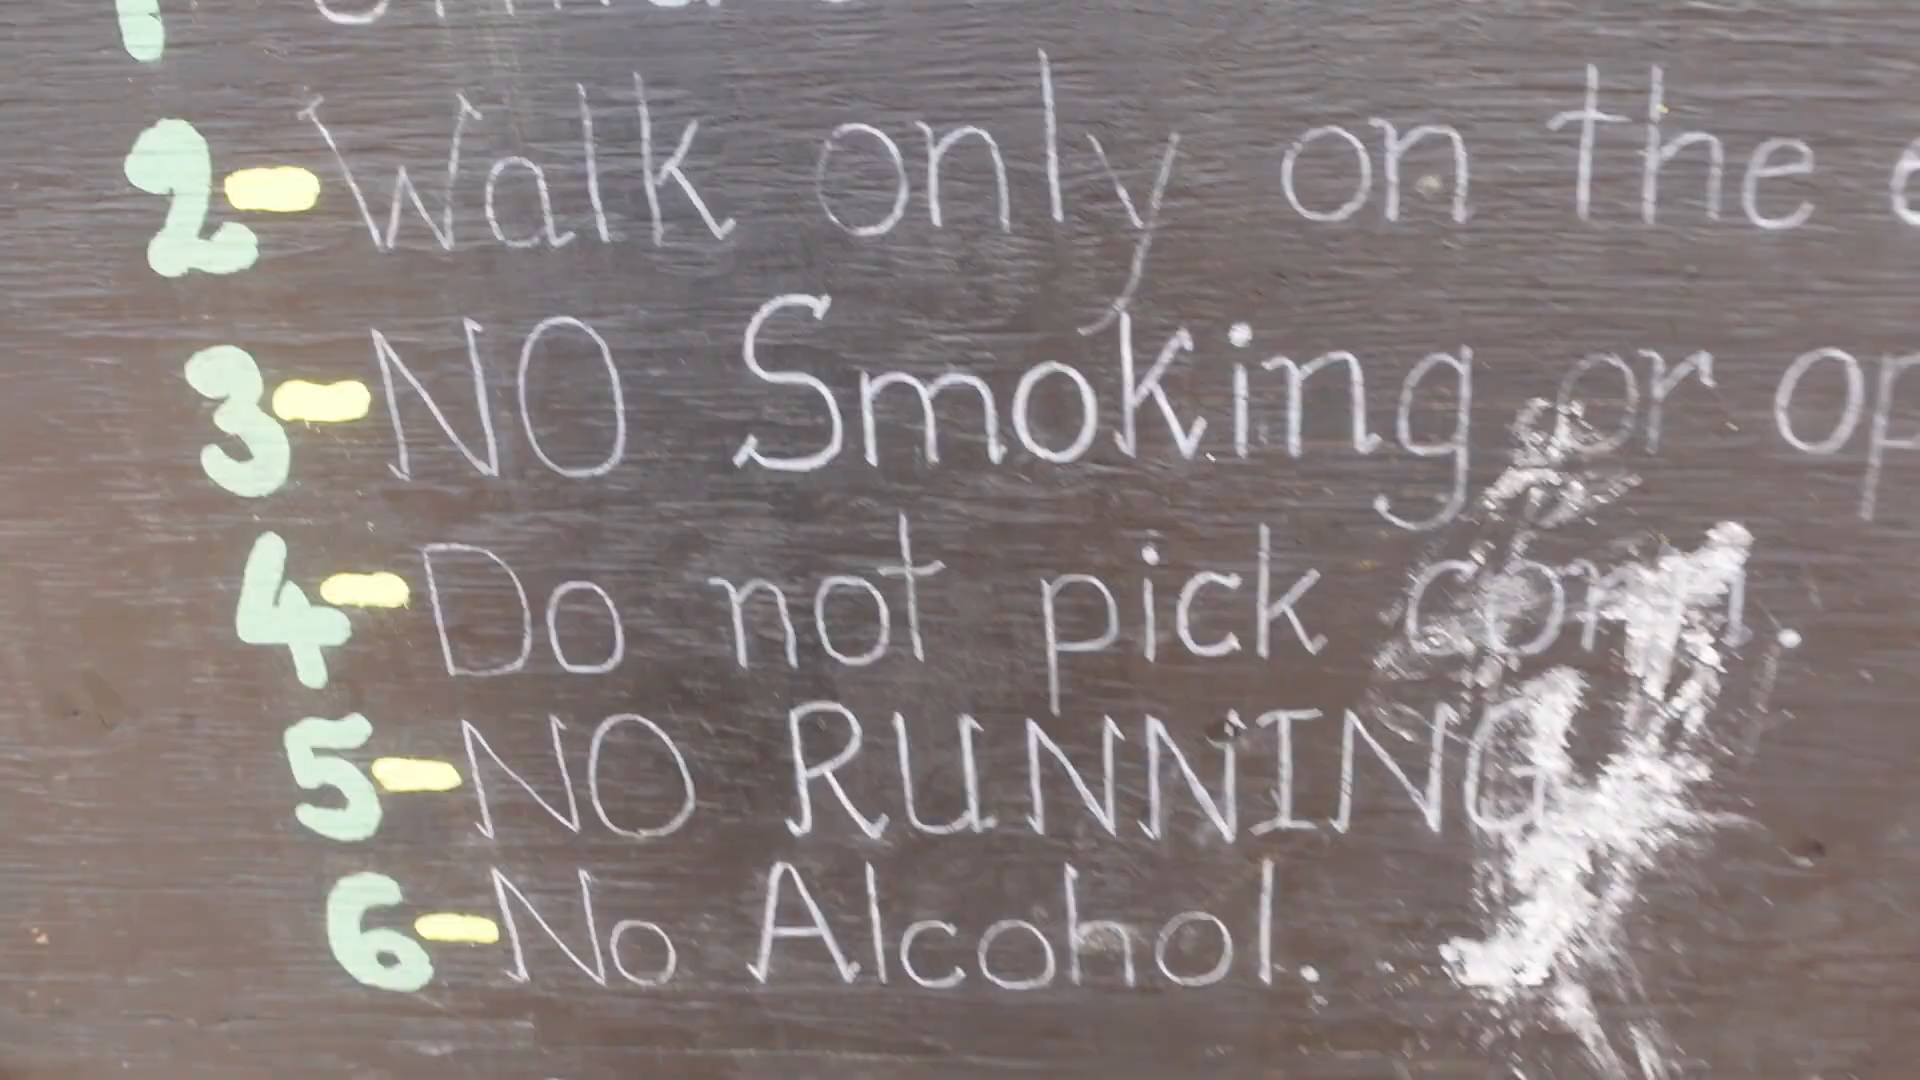 2- Walk only on the
3- NO Smoking or op
4- Do not pick corn.
5- NO RUNNING
6- No Alcohol.